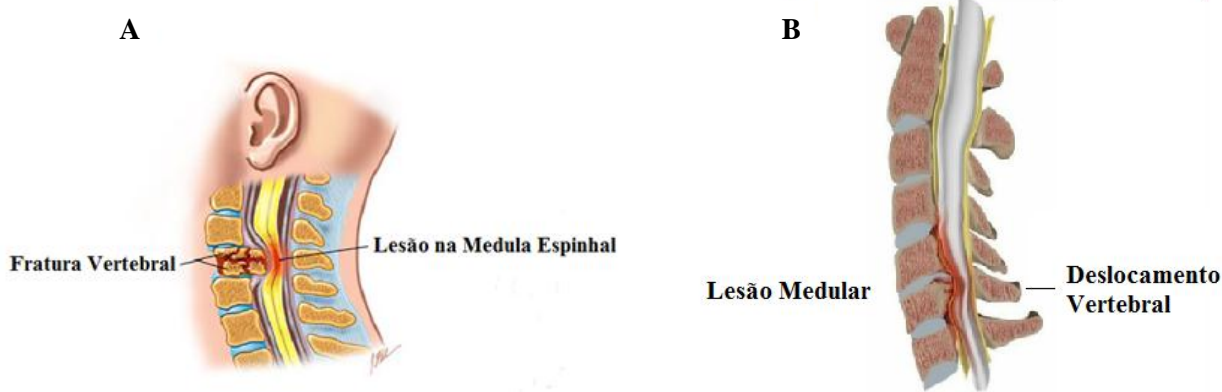 A
B
Fratura Vertebral
Lesão na Medula Espinhal
Lesão Medular
Deslocamento
Vertebral